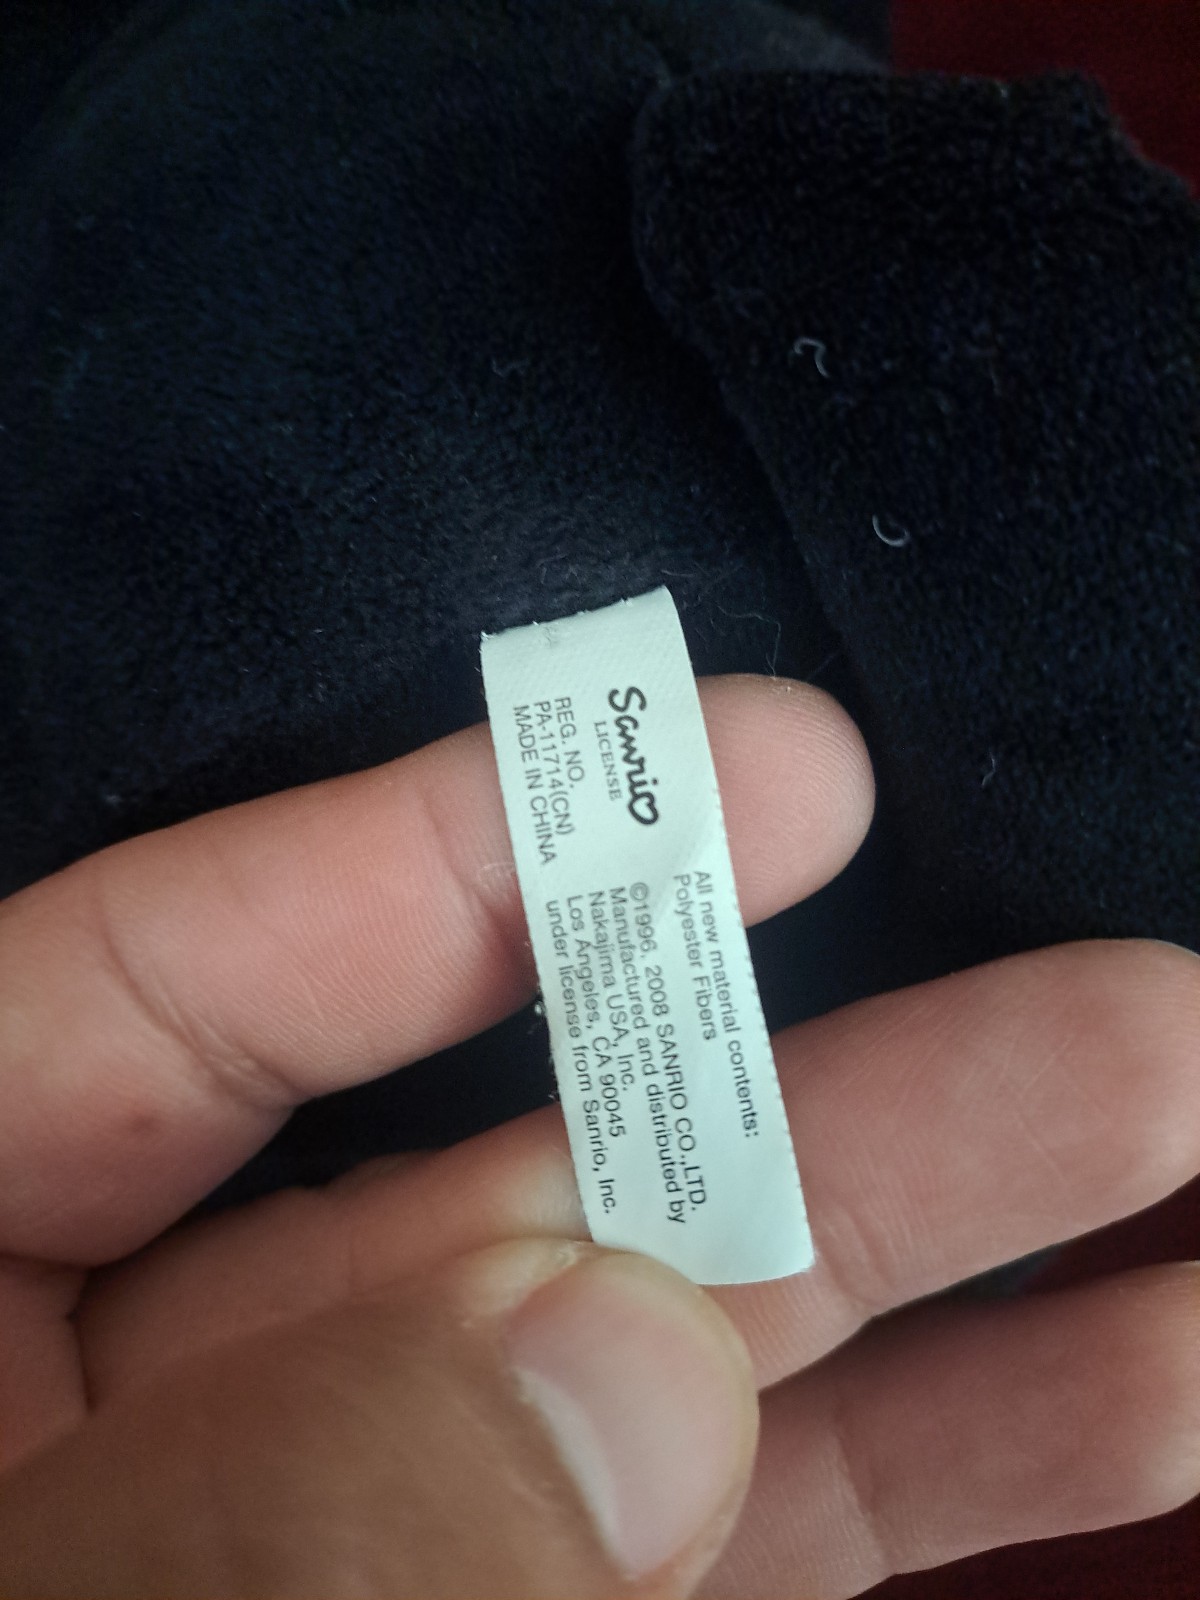 Sanrio
LICENSE
REG. NO.
PA-11714(CN)
MADE IN CHINA
All new material contents:
Polyester Fibers
©1996, 2008 SANRIO CO.,LTD.
Manufactured and distributed by
Nakajima USA, Inc.
Los Angeles, CA 90045
under license from Sanrio, Inc.